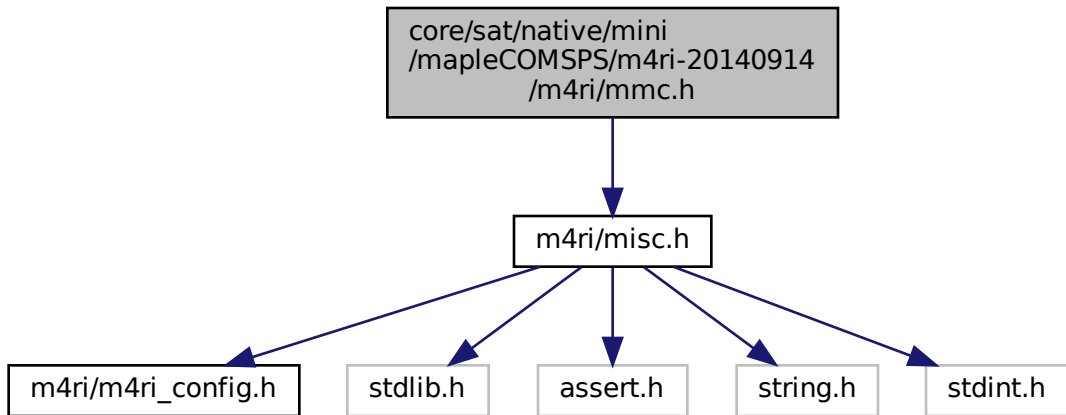 core/sat/native/mini
/mapleCOMSPS/m4ri-20140914
/m4ri/mmc.h
m4ri/misc.h
m4ri/m4ri_config.h
stdlib.h
assert.h
string.h
stdint.h